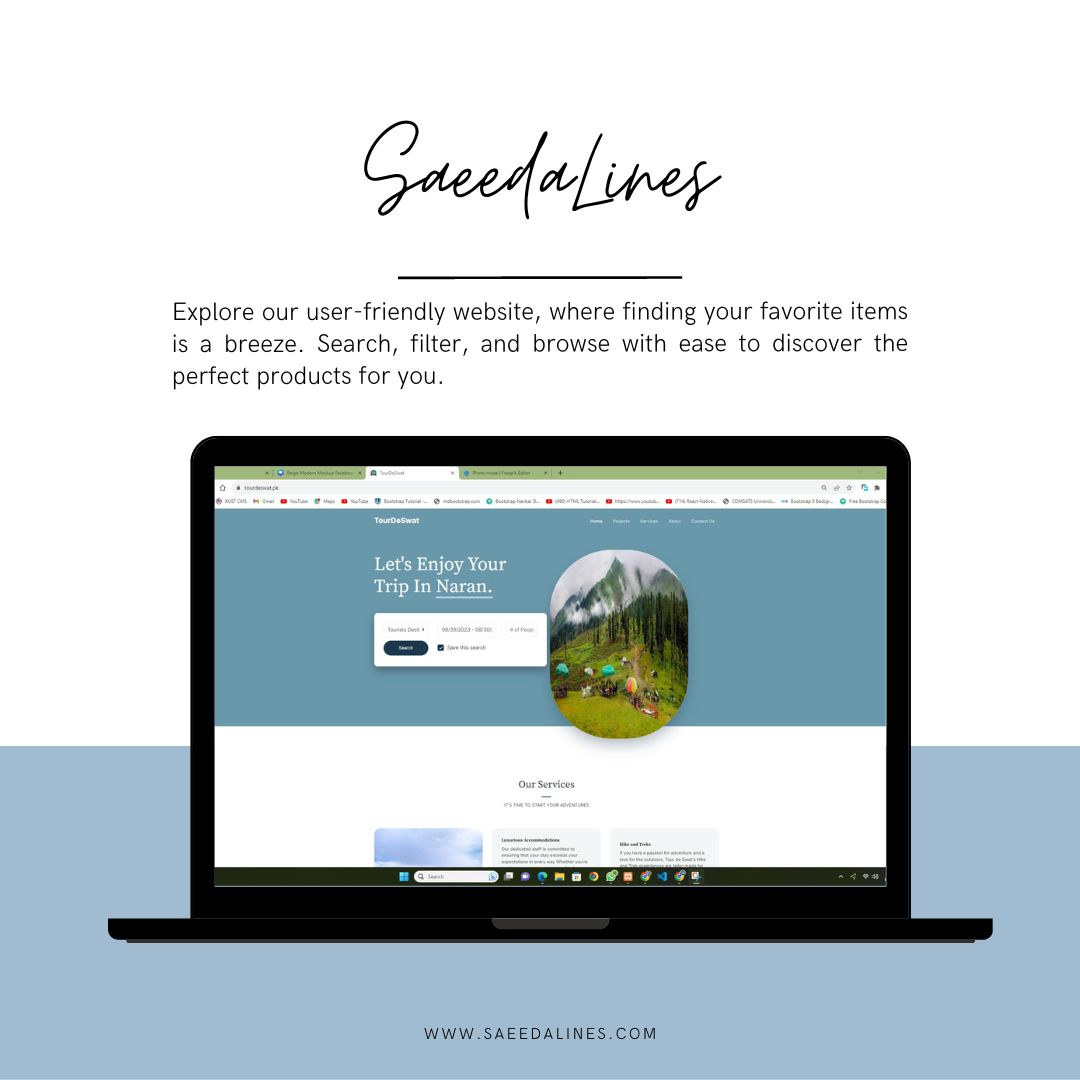 SaeedaLines
Explore our user-friendly website, where finding your favorite items
is a breeze. Search, filter, and browse with ease to discover the
perfect products for you.
Beige Modern Mockup Facebook
TourDeSwat
Photo mode | Freepik Editor
tourdeswat.pk
KUST CMS Gmail YouTube Maps YouTube Bootstrap Tutorial -... mdbootstrap.com Bootstrap Navbar D... (490) HTML Tutorial... https://www.youtub... (714) React-Native... COMSATS Universit... Bootstrap 5 Backgr... Free Bootstrap Co
TourDeSwat
Home Projects Services About Contact Us
Let's Enjoy Your
Trip In Naran.
Tourists Desti 08/30/2023 - 08/30/: # of Peop
Search Save this search
Our Services
IT'S TIME TO START YOUR ADVENTURES
Luxurious Accommodations
Our dedicated staff is committed to
ensuring that your stay exceeds your
expectations in every way. Whether you're
Hike and Treks
If you have a passion for adventure and a
love for the outdoors, Tour de Swat's Hike
and Trek experiences are tailor-made for
Search
WWW.SAEEDALINES.COM